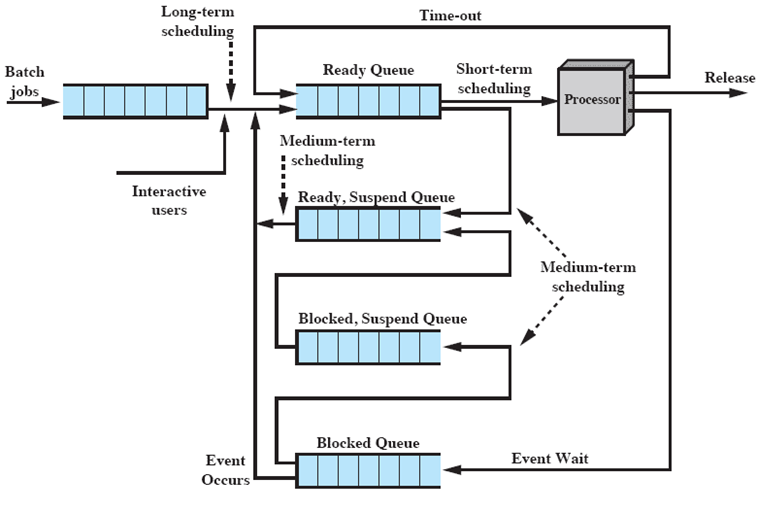 Long-term
scheduling
Time-out
Batch
jobs
Ready Queue
Short-term
scheduling
Processor
Release
Medium-term
scheduling
Interactive
users
Ready, Suspend Queue
Medium-term
scheduling
Blocked, Suspend Queue
Blocked Queue
Event
Occurs
Event Wait